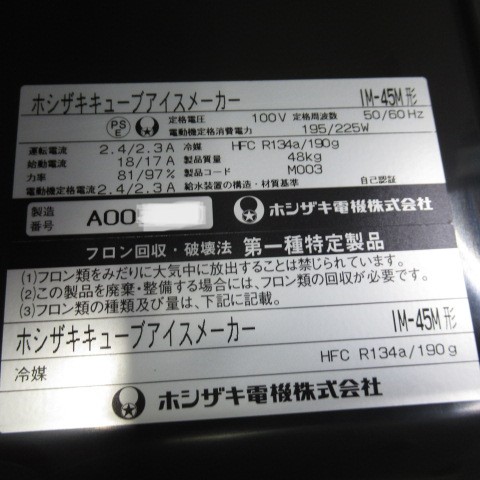 ホシザキキューブアイスメーカー IM-45M形
PS
E
定格電圧 100V 定格周波数 50/60Hz
電動機定格消費電力 195/225W
運転電流 2.4/2.3A 冷媒 HFC R134a/190g
始動電流 18/17A 製品質量 48kg
力率 81/97% 製品コード M003
電動機定格電流 2.4/2.3A 給水装置の構造・材質基準 自己認証
製造
番号 A00 ホシザキ電機株式会社
フロン回収・破壊法 第一種特定製品
(1)フロン類をみだりに大気中に放出することは禁じられています。
(2)この製品を廃棄・整備する場合には、フロン類の回収が必要です。
(3)フロン類の種類及び量は、下記に記載。
ホシザキキューブアイスメーカー IM-45M形
冷媒 HFC R134a/190g
ホシザキ電機株式会社